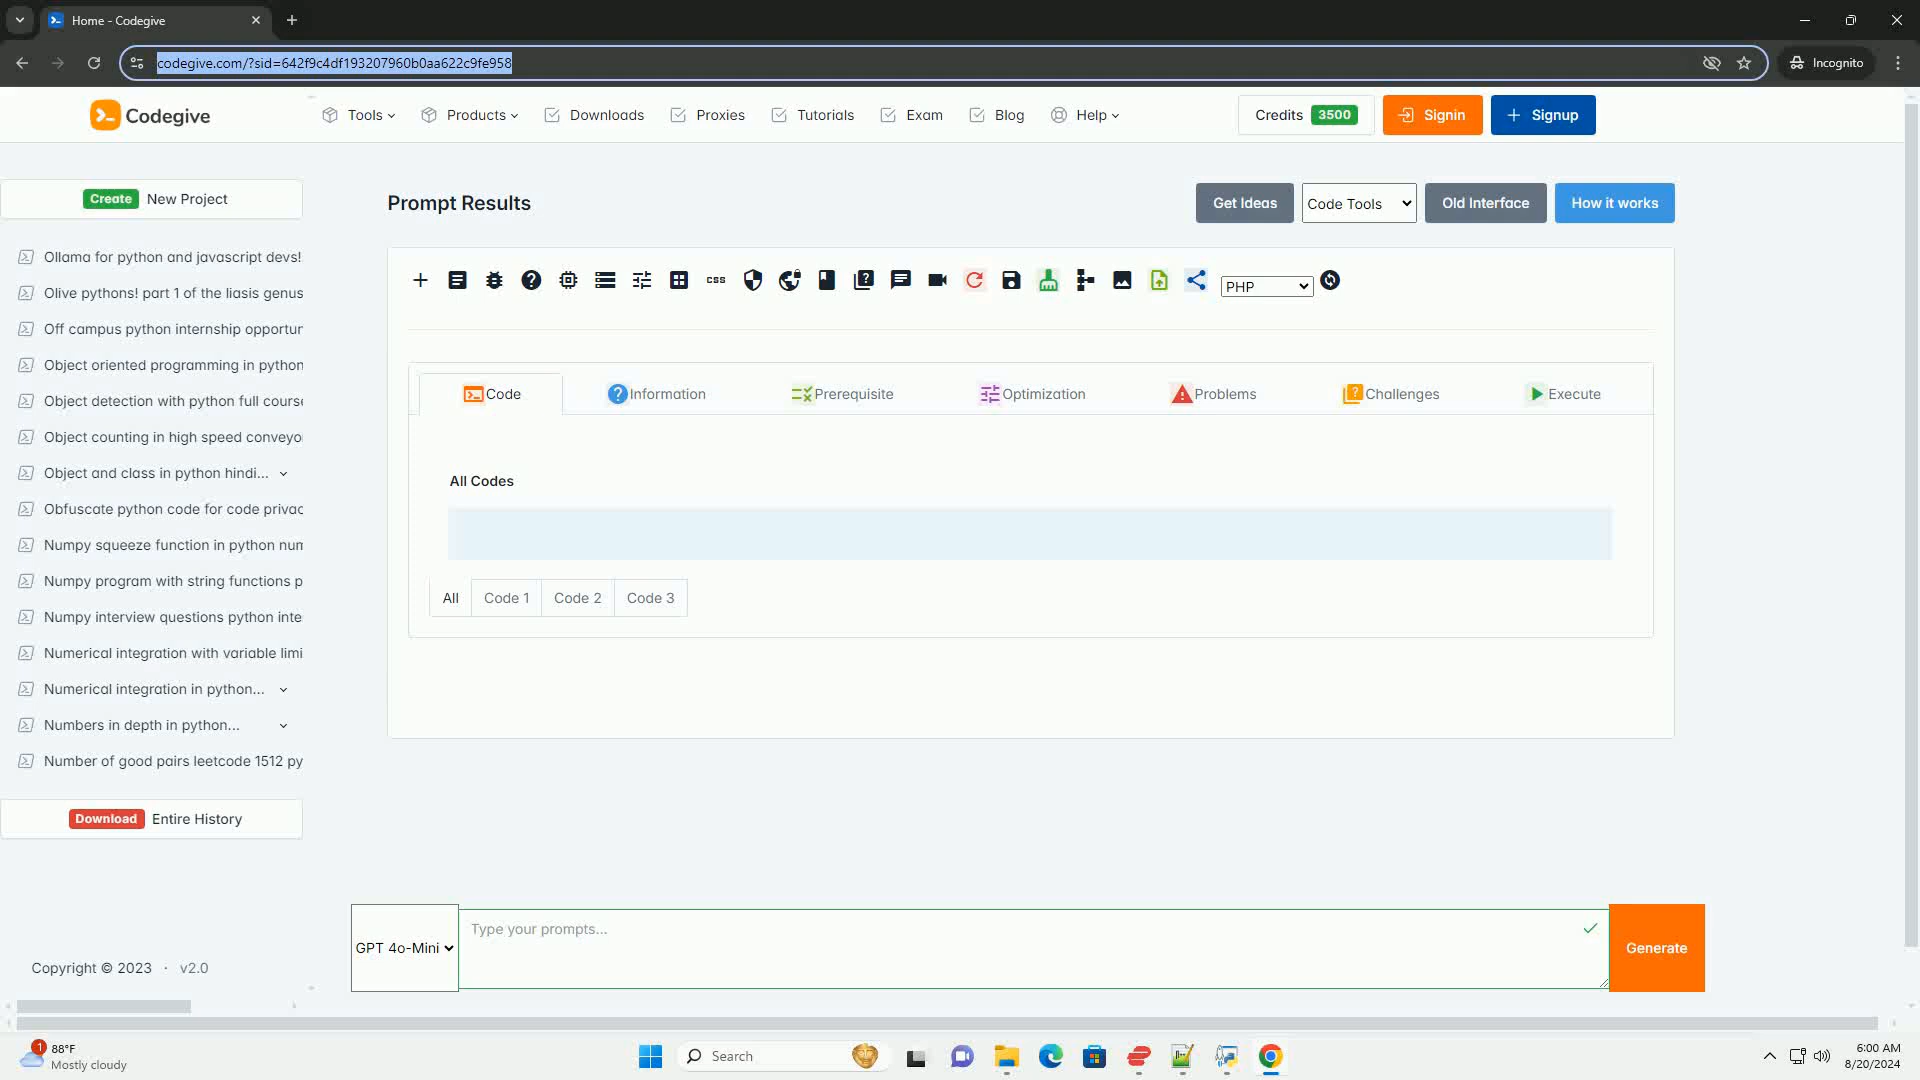 Home - Codegive
codegive.com/?sid=642f9c4df193207960b0aa622c9fe958
Incognito
Codegive
Tools
Products
Downloads
Proxies
Tutorials
Exam
Blog
Help
Credits 3500
Signin
Signup
Create New Project
Ollama for python and javascript devs!
Olive pythons! part 1 of the liasis genus
Off campus python internship opportur
Object oriented programming in python
Object detection with python full course
Object counting in high speed conveyo
Object and class in python hindi...
Obfuscate python code for code privac
Numpy squeeze function in python num
Numpy program with string functions p
Numpy interview questions python inte
Numerical integration with variable limi
Numerical integration in python...
Numbers in depth in python...
Number of good pairs leetcode 1512 py
Download Entire History
Copyright © 2023 · v2.0
Prompt Results
Get Ideas
Code Tools
Old Interface
How it works
css
PHP
Code
Information
Prerequisite
Optimization
Problems
Challenges
Execute
All Codes
All
Code 1
Code 2
Code 3
GPT 4o-Mini
Type your prompts...
Generate
1
88°F
Mostly cloudy
Search
6:00 AM
8/20/2024